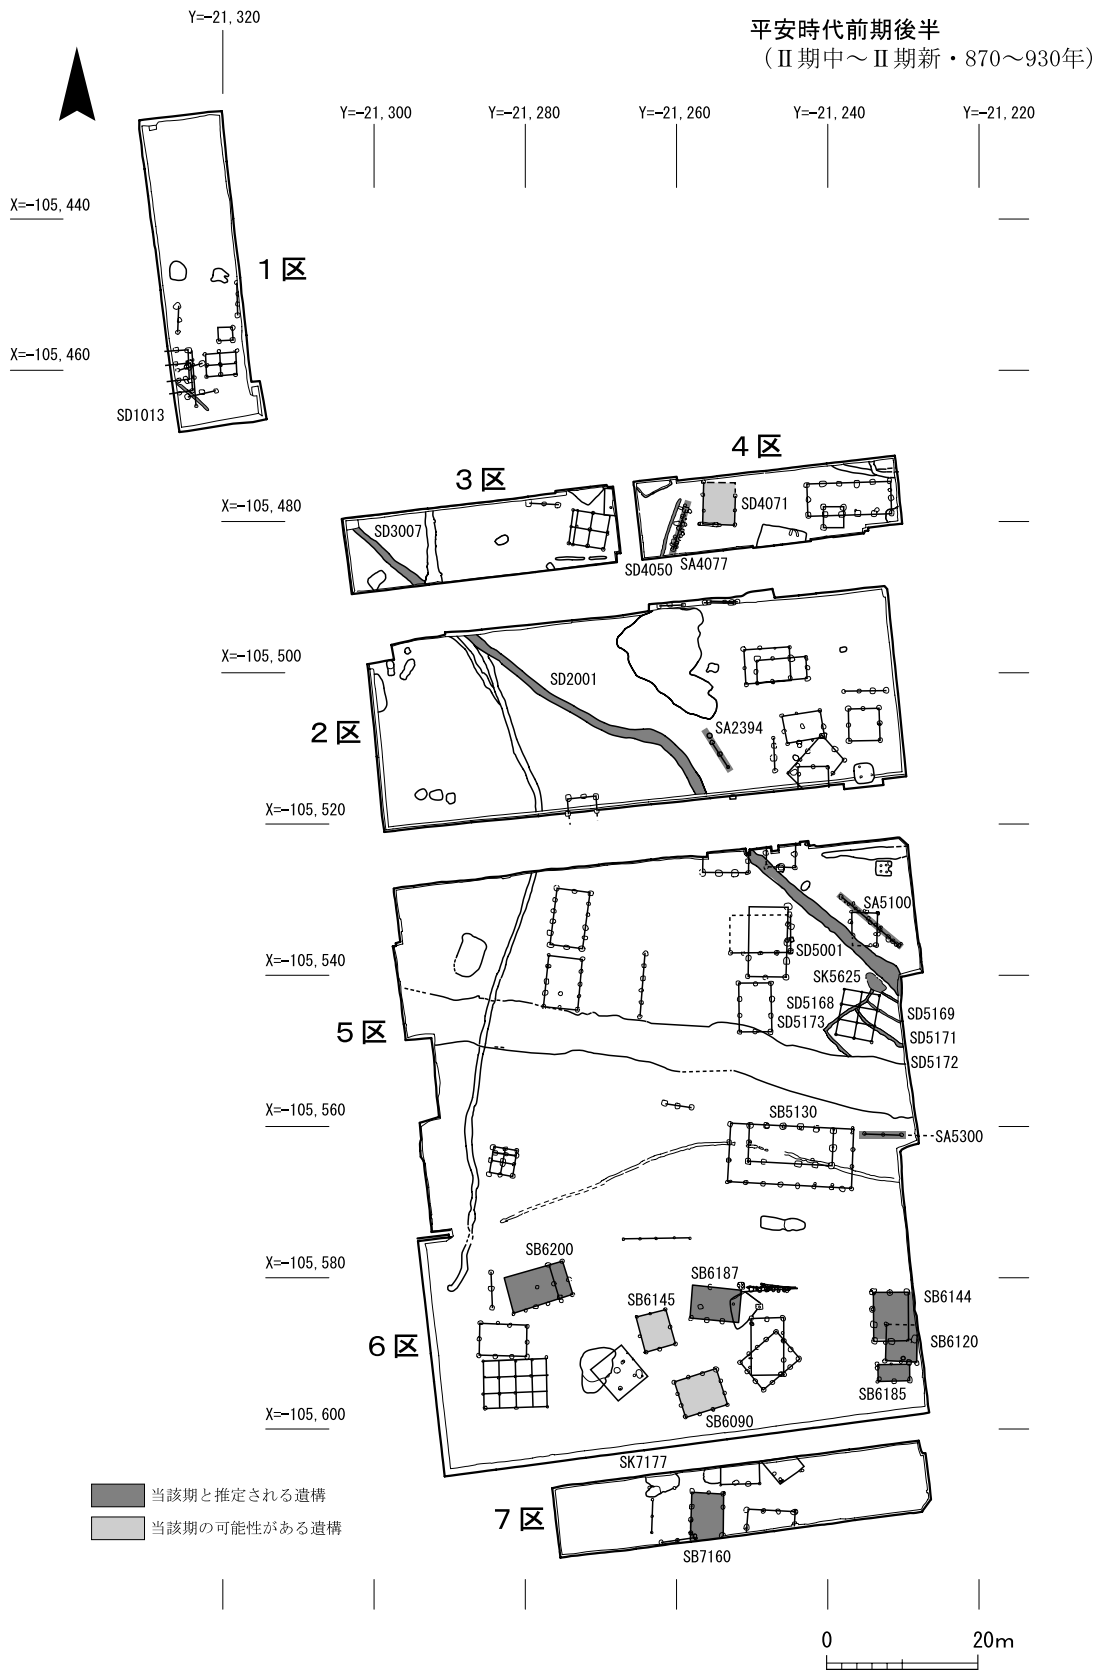 Y=-21,320
平安時代前期後半
（Ⅱ期中～Ⅱ期新・870～930年）
Y=-21,300
Y=-21,280
Y=-21,260
Y=-21,240
Y=-21,220
X=-105,440
1区
X=-105,460
SD1013
4区
3区
X=-105,480
SD3007
SD4071
SD4050
SA4077
X=-105,500
SD2001
2区
SA2394
X=-105,520
SA5100
X=-105,540
SD5001
SK5625
SD5168
SD5169
SD5173
5区
SD5171
SD5172
X=-105,560
SB5130
SA5300
X=-105,580
SB6200
SB6187
SB6144
SB6145
6区
SB6120
SB6185
X=-105,600
SB6090
SK7177
当該期と推定される遺構
7区
当該期の可能性がある遺構
SB7160
0
20m